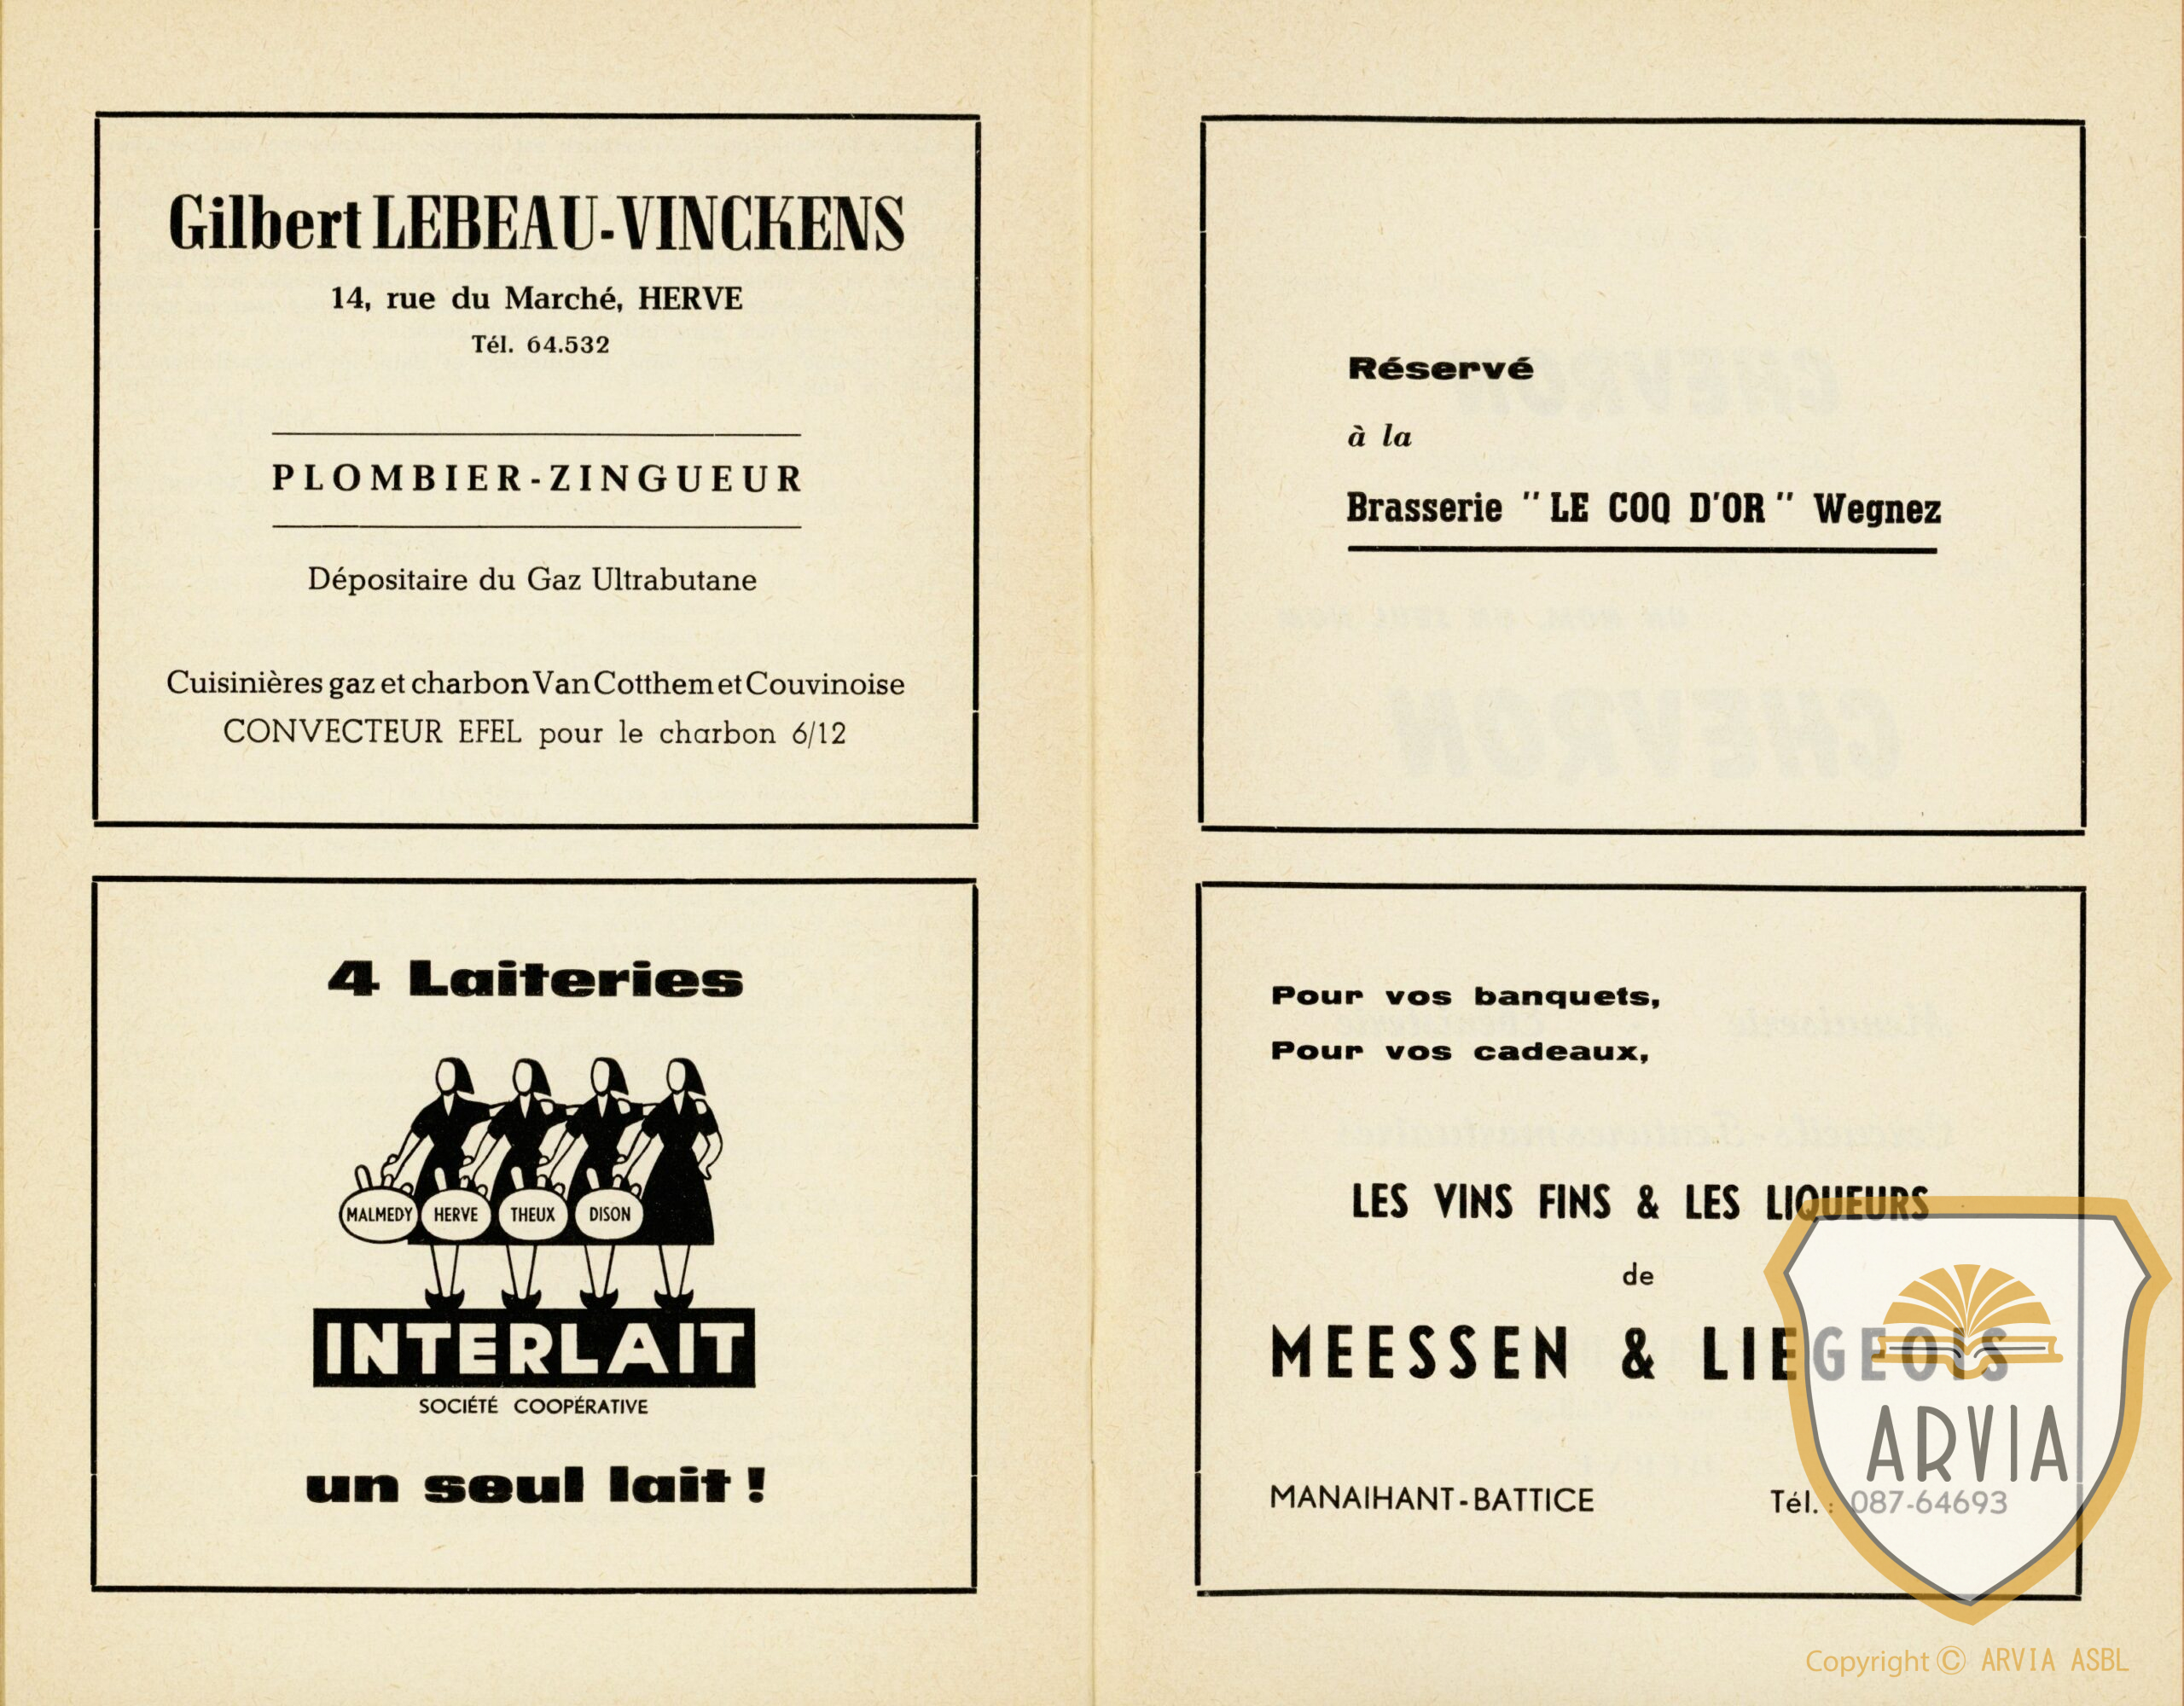 Gilbert LEBEAU-VINCKENS
14, rue du Marché, HERVE
Tél. 64.532
PLOMBIER-ZINGUEUR
Dépositaire du Gaz Ultrabutane
Cuisinières gaz et charbon Van Cotthem et Couvinoise
CONVECTEUR EFEL pour le charbon 6/12
4 Laiteries
MALMEDY HERVE THEUX DISON
INTERLAIT
SOCIÉTÉ COOPÉRATIVE
un seul lait !
Réservé
à la
Brasserie "LE COQ D'OR" Wegnez
Pour vos banquets,
Pour vos cadeaux,
LES VINS FINS & LES LIQUEURS
de
MEESSEN & LIEGEOIS
MANAIHANT-BATTICE Tél. : 087-64693
ARVIA
Copyright © ARVIA ASBL